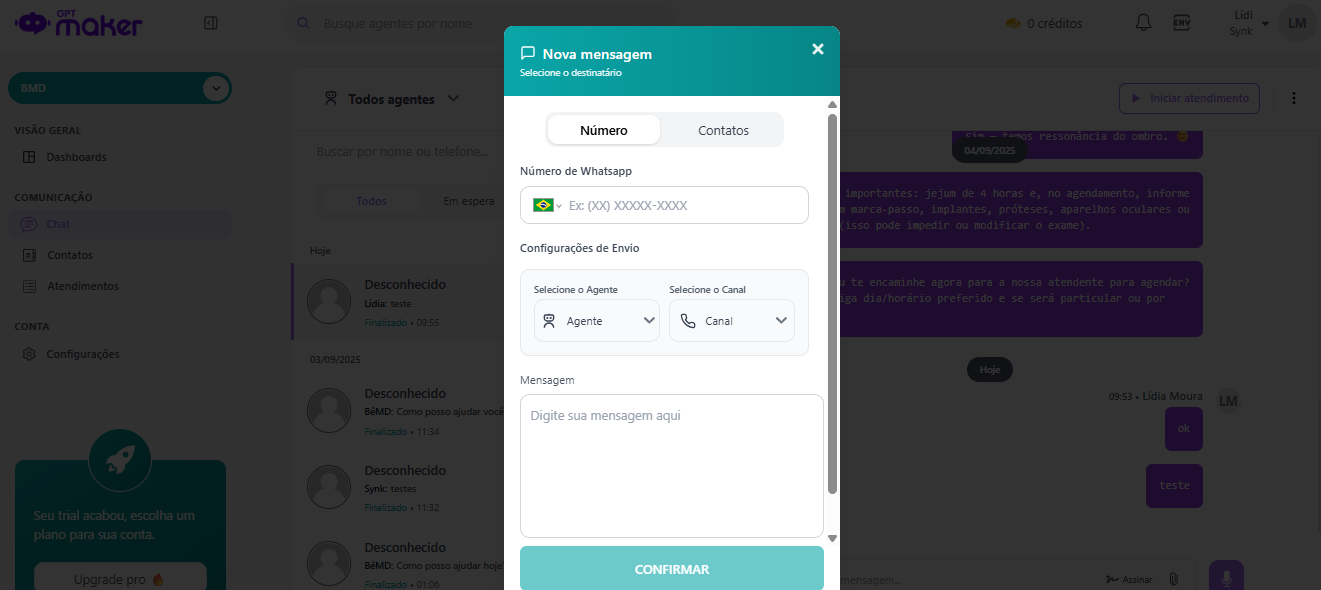 GPT
maker
Busque agentes por nome
0 créditos
ENV
Lídi
Synk
LM
BMD
VISÃO GERAL
Dashboards
COMUNICAÇÃO
Chat
Contatos
Atendimentos
CONTA
Configurações
Seu trial acabou, escolha um
plano para sua conta.
Upgrade pro
Todos agentes
Iniciar atendimento
Buscar por nome ou telefone...
Todos
Em espera
Hoje
Desconhecido
Lídia: teste
Finalizado • 09:55
03/09/2025
Desconhecido
BêMD: Como posso ajudar você
Finalizado • 11:34
Desconhecido
Synk: testes
Finalizado • 11:32
Desconhecido
BêMD: Como posso ajudar hoje
Finalizado • 01:06
Nova mensagem
Selecione o destinatário
Número
Contatos
Número de Whatsapp
Ex: (XX) XXXXX-XXXX
Configurações de Envio
Selecione o Agente
Selecione o Canal
Agente
Canal
Mensagem
Digite sua mensagem aqui
CONFIRMAR
Sim — temos ressonância do ombro.
04/09/2025
importantes: jejum de 4 horas e, no agendamento, informe
marca-passo, implantes, próteses, aparelhos oculares ou
(isso pode impedir ou modificar o exame).
te encaminhe agora para a nossa atendente para agendar?
dia/horário preferido e se será particular ou por
Hoje
09:53 • Lídia Moura
LM
ok
teste
mensagem...
Assinar